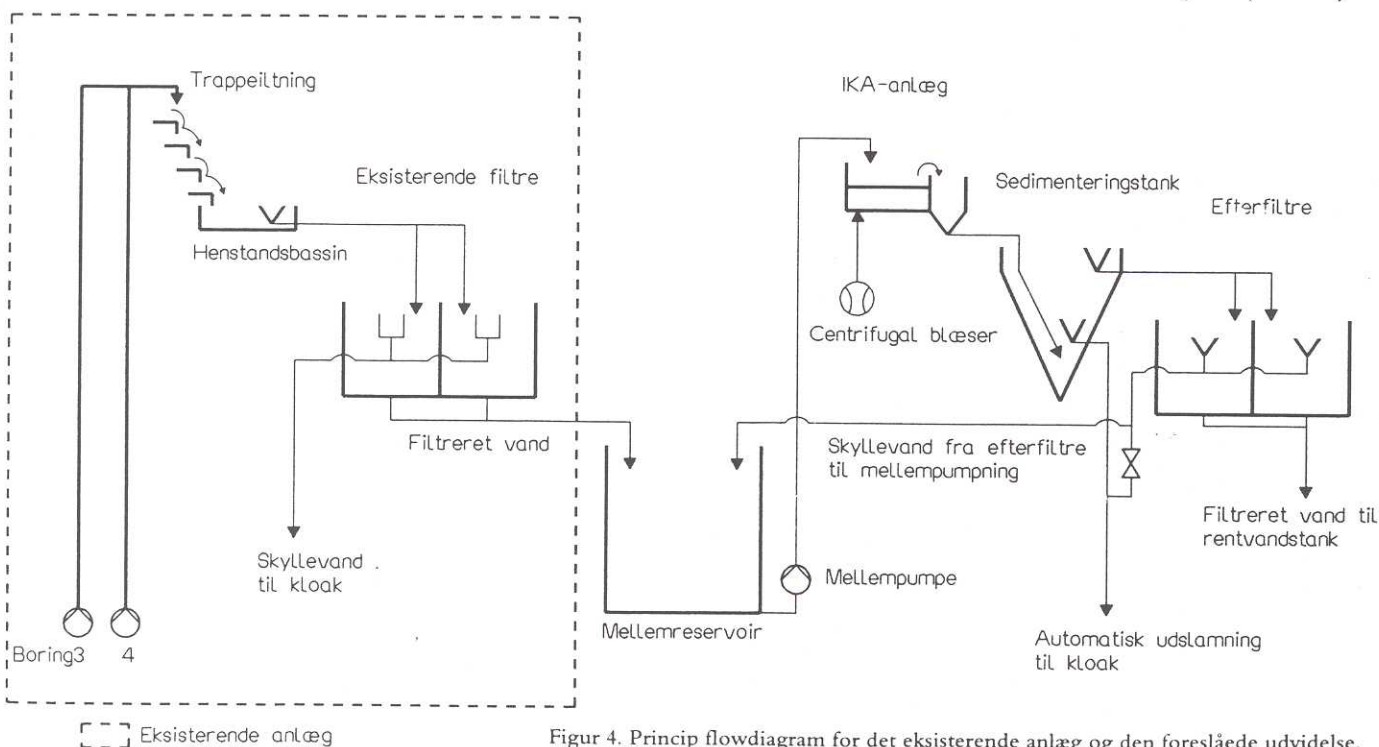 Trappeiltning
IKA-anlæg
Eksisterende filtre
Sedimenteringstank
Efterfiltre
Henstandsbassin
Centrifugal blæser
Filtreret vand
Skyllevand fra efterfiltre
til mellempumpning
Filtreret vand til
rentvandstank
Skyllevand
til kloak
Mellempumpe
Mellemreservoir
Automatisk udslamning
til kloak
Boring3 4
Eksisterende anlæg
Figur 4. Princip flowdiagram for det eksisterende anlæg og den foreslåede udvidelse.